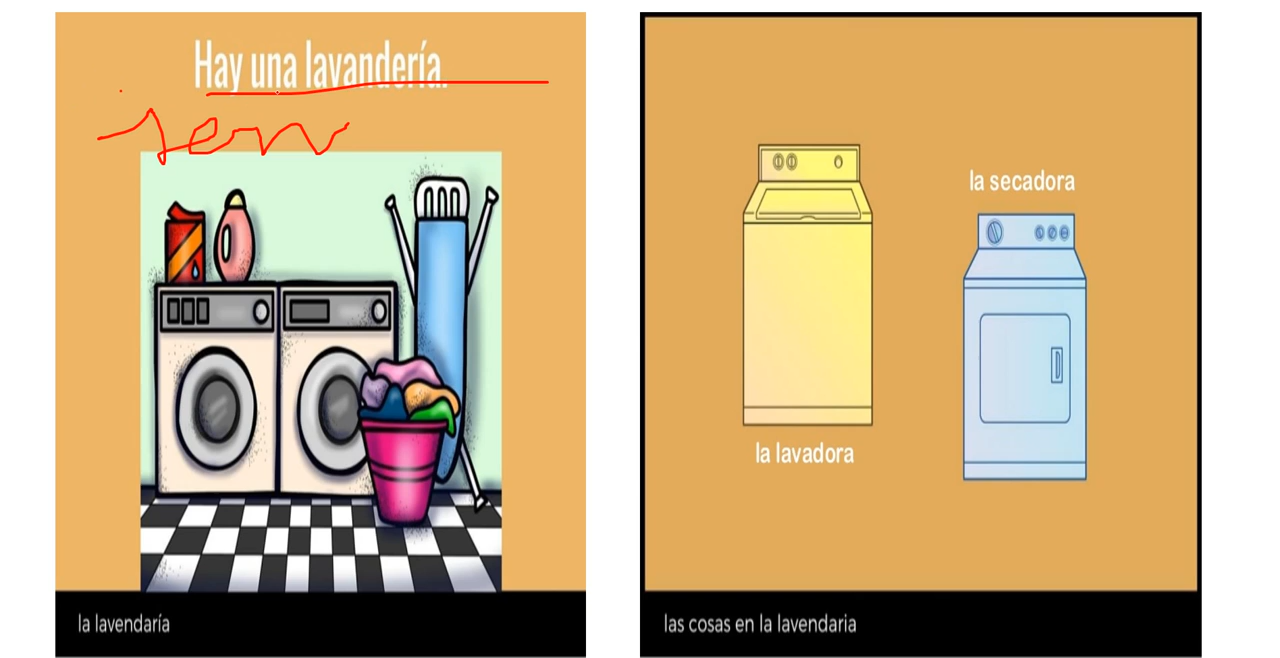 Hay una lavandería.
la lavendaría
la secadora
la lavadora
las cosas en la lavendaria